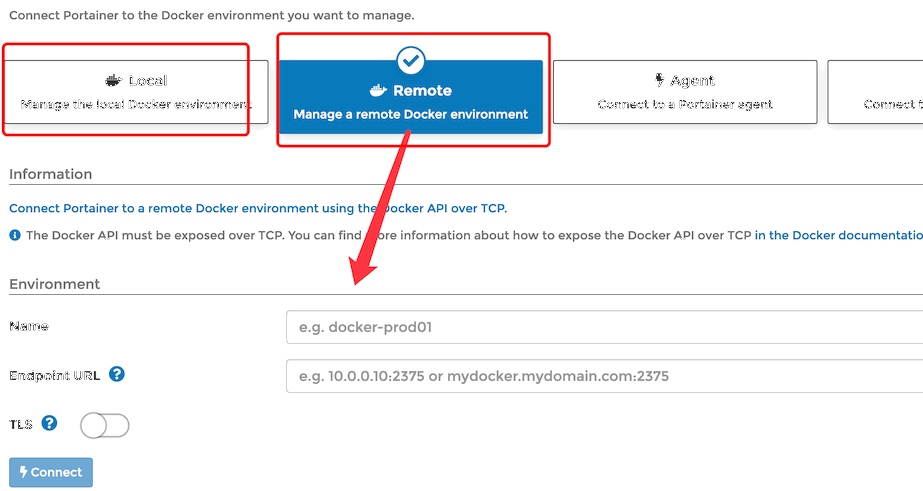 Connect Portainer to the Docker environment you want to manage.
Local
Manage the local Docker environment
Remote
Manage a remote Docker environment
Agent
Connect to a Portainer agent
Connect t
Information
Connect Portainer to a remote Docker environment using the Docker API over TCP.
The Docker API must be exposed over TCP. You can find more information about how to expose the Docker API over TCP in the Docker documentatio
Environment
Name
e.g. docker-prod01
Endpoint URL
e.g. 10.0.0.10:2375 or mydocker.mydomain.com:2375
TLS
Connect